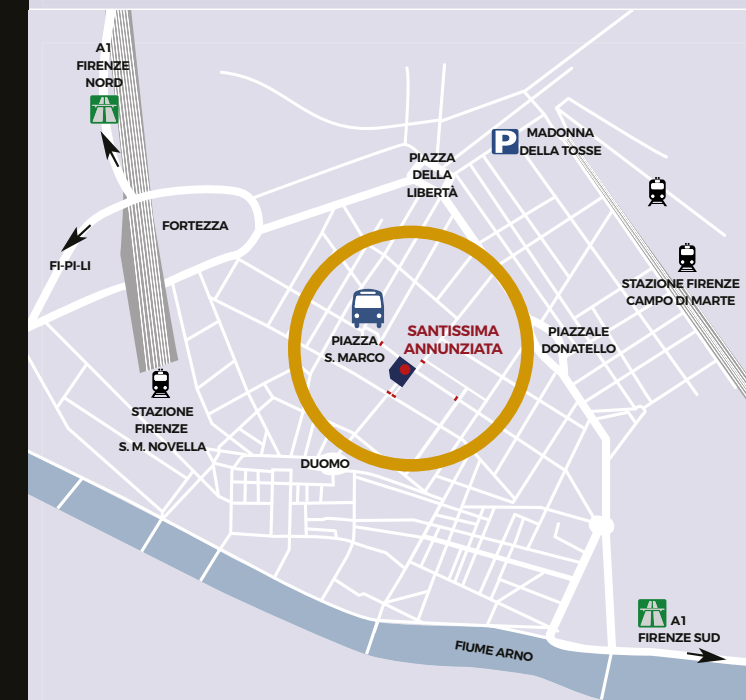 A1
FIRENZE
NORD
P
MADONNA
DELLA TOSSE
PIAZZA
DELLA
LIBERTÀ
FORTEZZA
FI-PI-LI
STAZIONE FIRENZE
CAMPO DI MARTE
SANTISSIMA
ANNUNZIATA
PIAZZA
S. MARCO
PIAZZALE
DONATELLO
STAZIONE
FIRENZE
S. M. NOVELLA
DUOMO
A1
FIRENZE SUD
FIUME ARNO